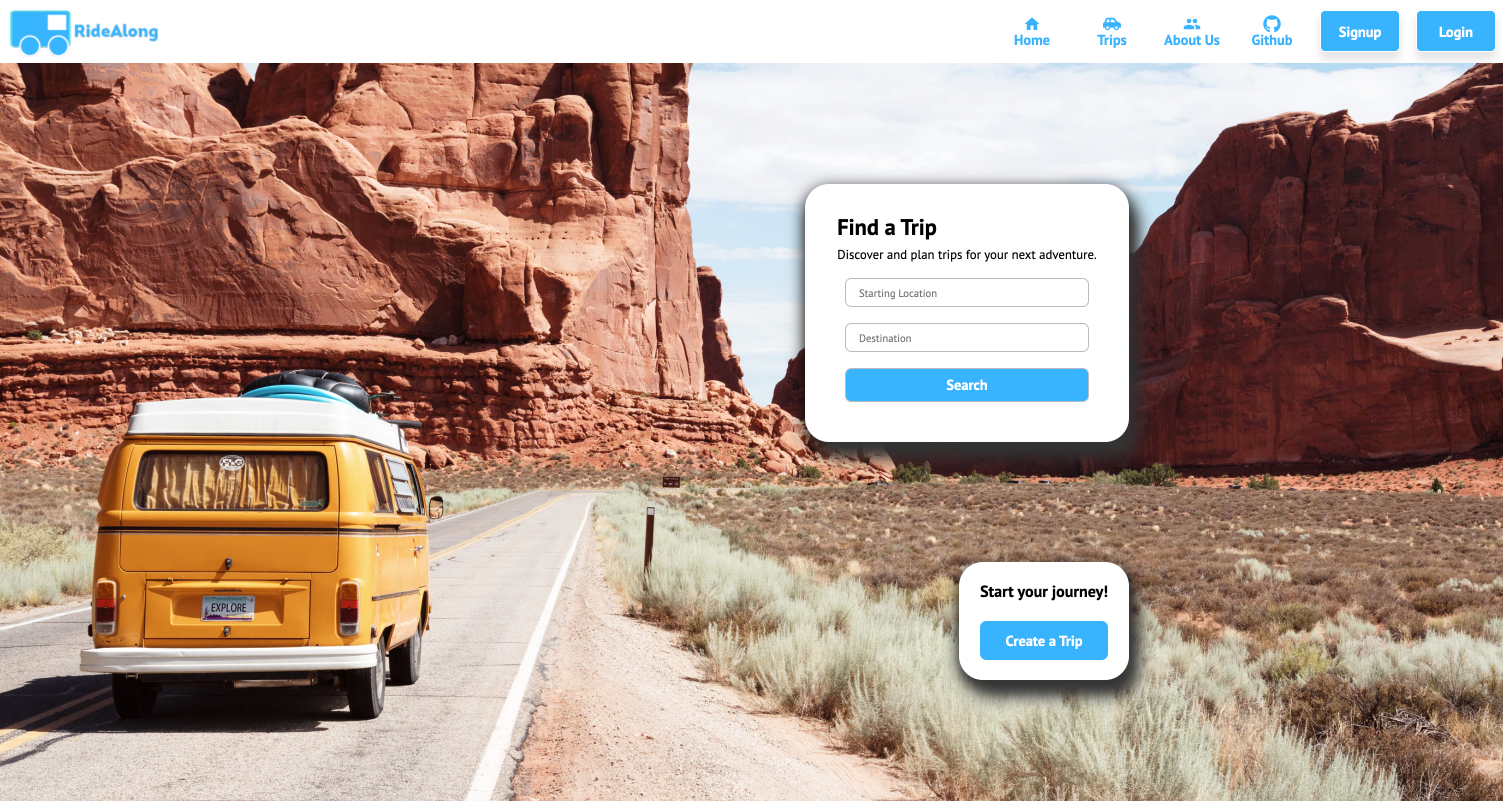 RideAlong
Home
Trips
About Us
Github
Signup
Login
Find a Trip
Discover and plan trips for your next adventure.
Starting Location
Destination
Search
EXPLORE
Start your journey!
Create a Trip